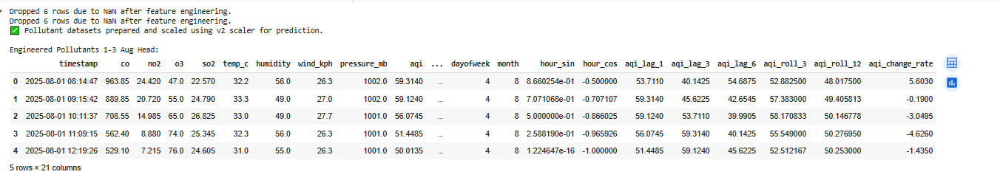 Dropped 6 rows due to NaN after feature engineering.
Dropped 6 rows due to NaN after feature engineering.
✅ Pollutant datasets prepared and scaled using v2 scaler for prediction.
Engineered Pollutants 1-3 Aug Head:
timestamp co no2 o3 so2 temp_c humidity wind_kph pressure_mb aqi ... dayofweek month hour_sin hour_cos aqi_lag_1 aqi_lag_3 aqi_lag_6 aqi_roll_3 aqi_roll_12 aqi_change_rate
0 2025-08-01 08:14:47 963.85 24.420 47.0 22.570 32.2 56.0 26.3 1002.0 59.3140 ... 4 8 8.660254e-01 -0.500000 53.7110 40.1425 54.6875 52.882500 48.017500 5.6030
1 2025-08-01 09:15:42 889.85 20.720 55.0 24.790 33.3 49.0 27.0 1002.0 59.1240 ... 4 8 7.071068e-01 -0.707107 59.3140 45.6225 42.6545 57.383000 49.405813 -0.1900
2 2025-08-01 10:11:37 708.55 14.985 65.0 26.825 33.0 49.0 27.7 1001.0 56.0745 ... 4 8 5.000000e-01 -0.866025 59.1240 53.7110 39.9905 58.170833 50.146778 -3.0495
3 2025-08-01 11:09:15 562.40 8.880 74.0 25.345 32.3 56.0 26.3 1001.0 51.4485 ... 4 8 2.588190e-01 -0.965926 56.0745 59.3140 40.1425 55.549000 50.276950 -4.6260
4 2025-08-01 12:19:26 529.10 7.215 76.0 24.605 31.0 55.0 26.3 1001.0 50.0135 ... 4 8 1.224647e-16 -1.000000 51.4485 59.1240 45.6225 52.512167 50.253000 -1.4350
5 rows × 21 columns